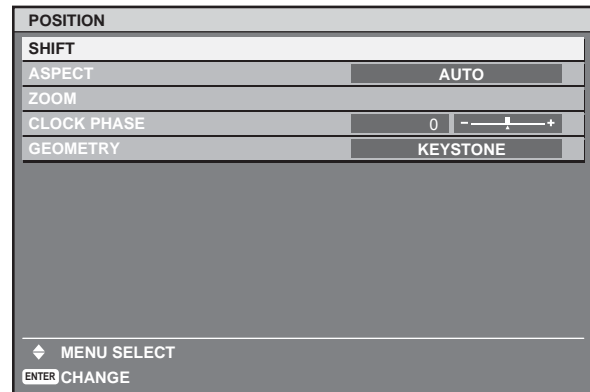 POSITION
SHIFT
ASPECT AUTO
ZOOM
CLOCK PHASE 0 - +
GEOMETRY KEYSTONE
MENU SELECT
ENTER CHANGE